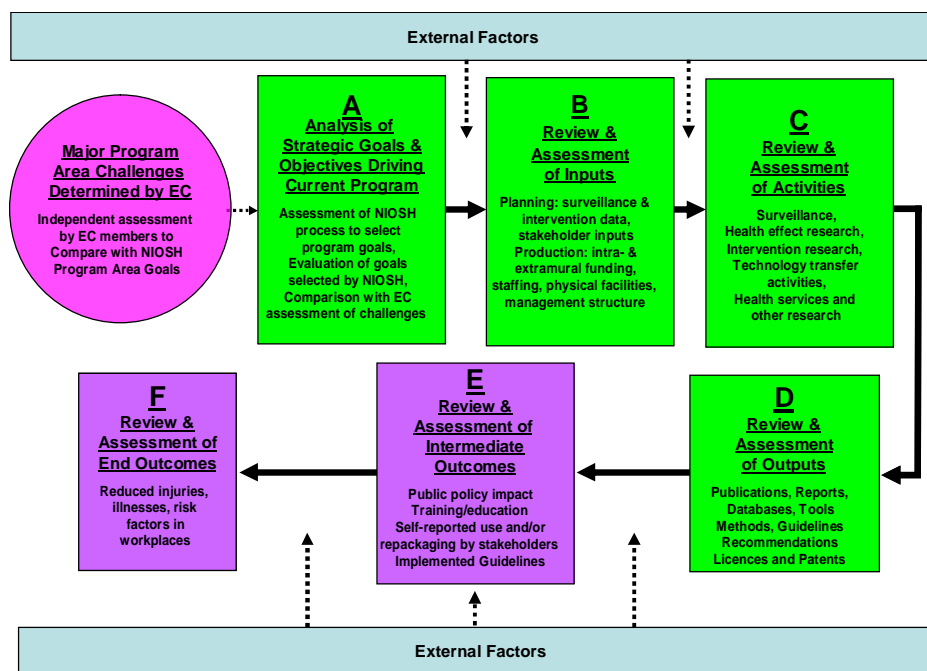 External Factors
Major Program
Area Challenges
Determined by EC
Independent assessment
by EC members to
Compare with NIOSH
Program Area Goals
A
Analysis of
Strategic Goals &
Objectives Driving
Current Program
Assessment of NIOSH
process to select
program goals,
Evaluation of goals
selected by NIOSH,
Comparison with EC
assessment of challenges
B
Review &
Assessment
of Inputs
Planning: surveillance &
intervention data,
stakeholder inputs
Production: intra- &
extramural funding,
staffing, physical facilities,
management structure
C
Review &
Assessment
of Activities
Surveillance,
Health effect research,
Intervention research,
Technology transfer
activities,
Health services and
other research
D
Review &
Assessment
of Outputs
Publications, Reports,
Databases, Tools
Methods, Guidelines
Recommendations
Licences and Patents
E
Review &
Assessment of
Intermediate
Outcomes
Public policy impact
Training/education
Self-reported use and/or
repackaging by stakeholders
Implemented Guidelines
F
Review &
Assessment of
End Outcomes
Reduced injuries,
illnesses, risk
factors in
workplaces
External Factors